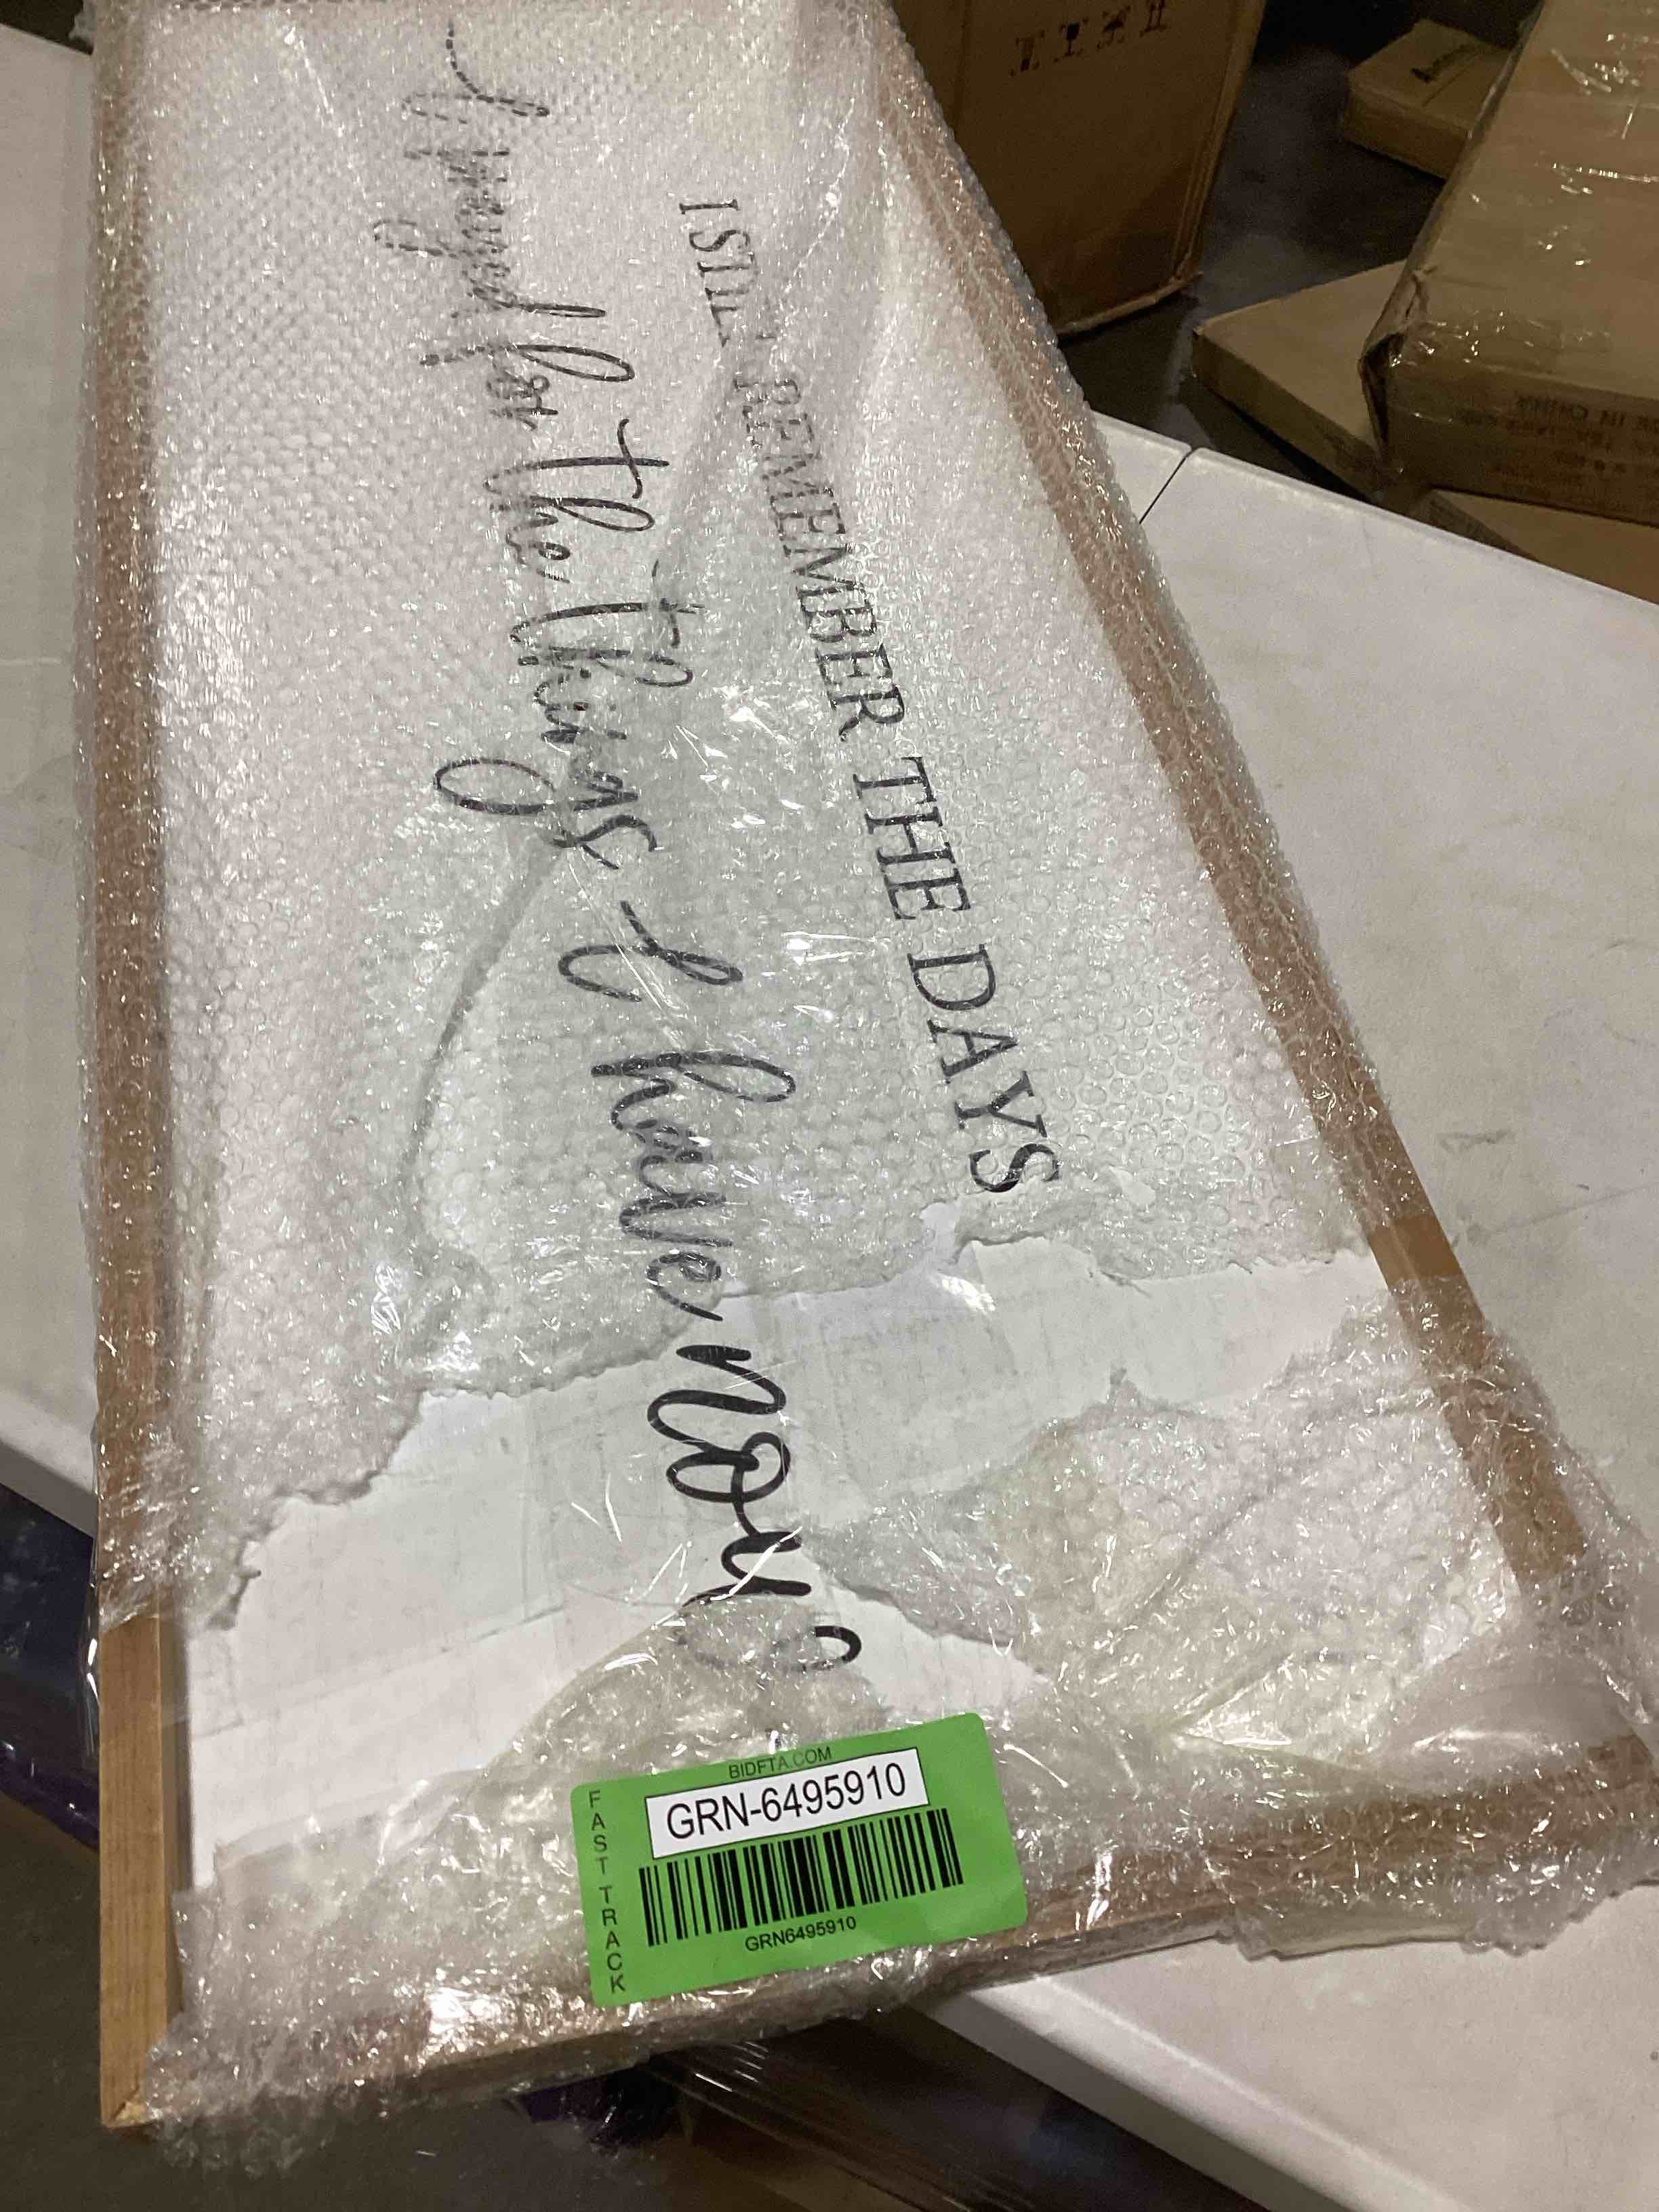 I STILL REMEMBER THE DAYS
I prayed for the things I have now
BIDFTA.COM
FAST TRACK
GRN-6495910
GRN6495910